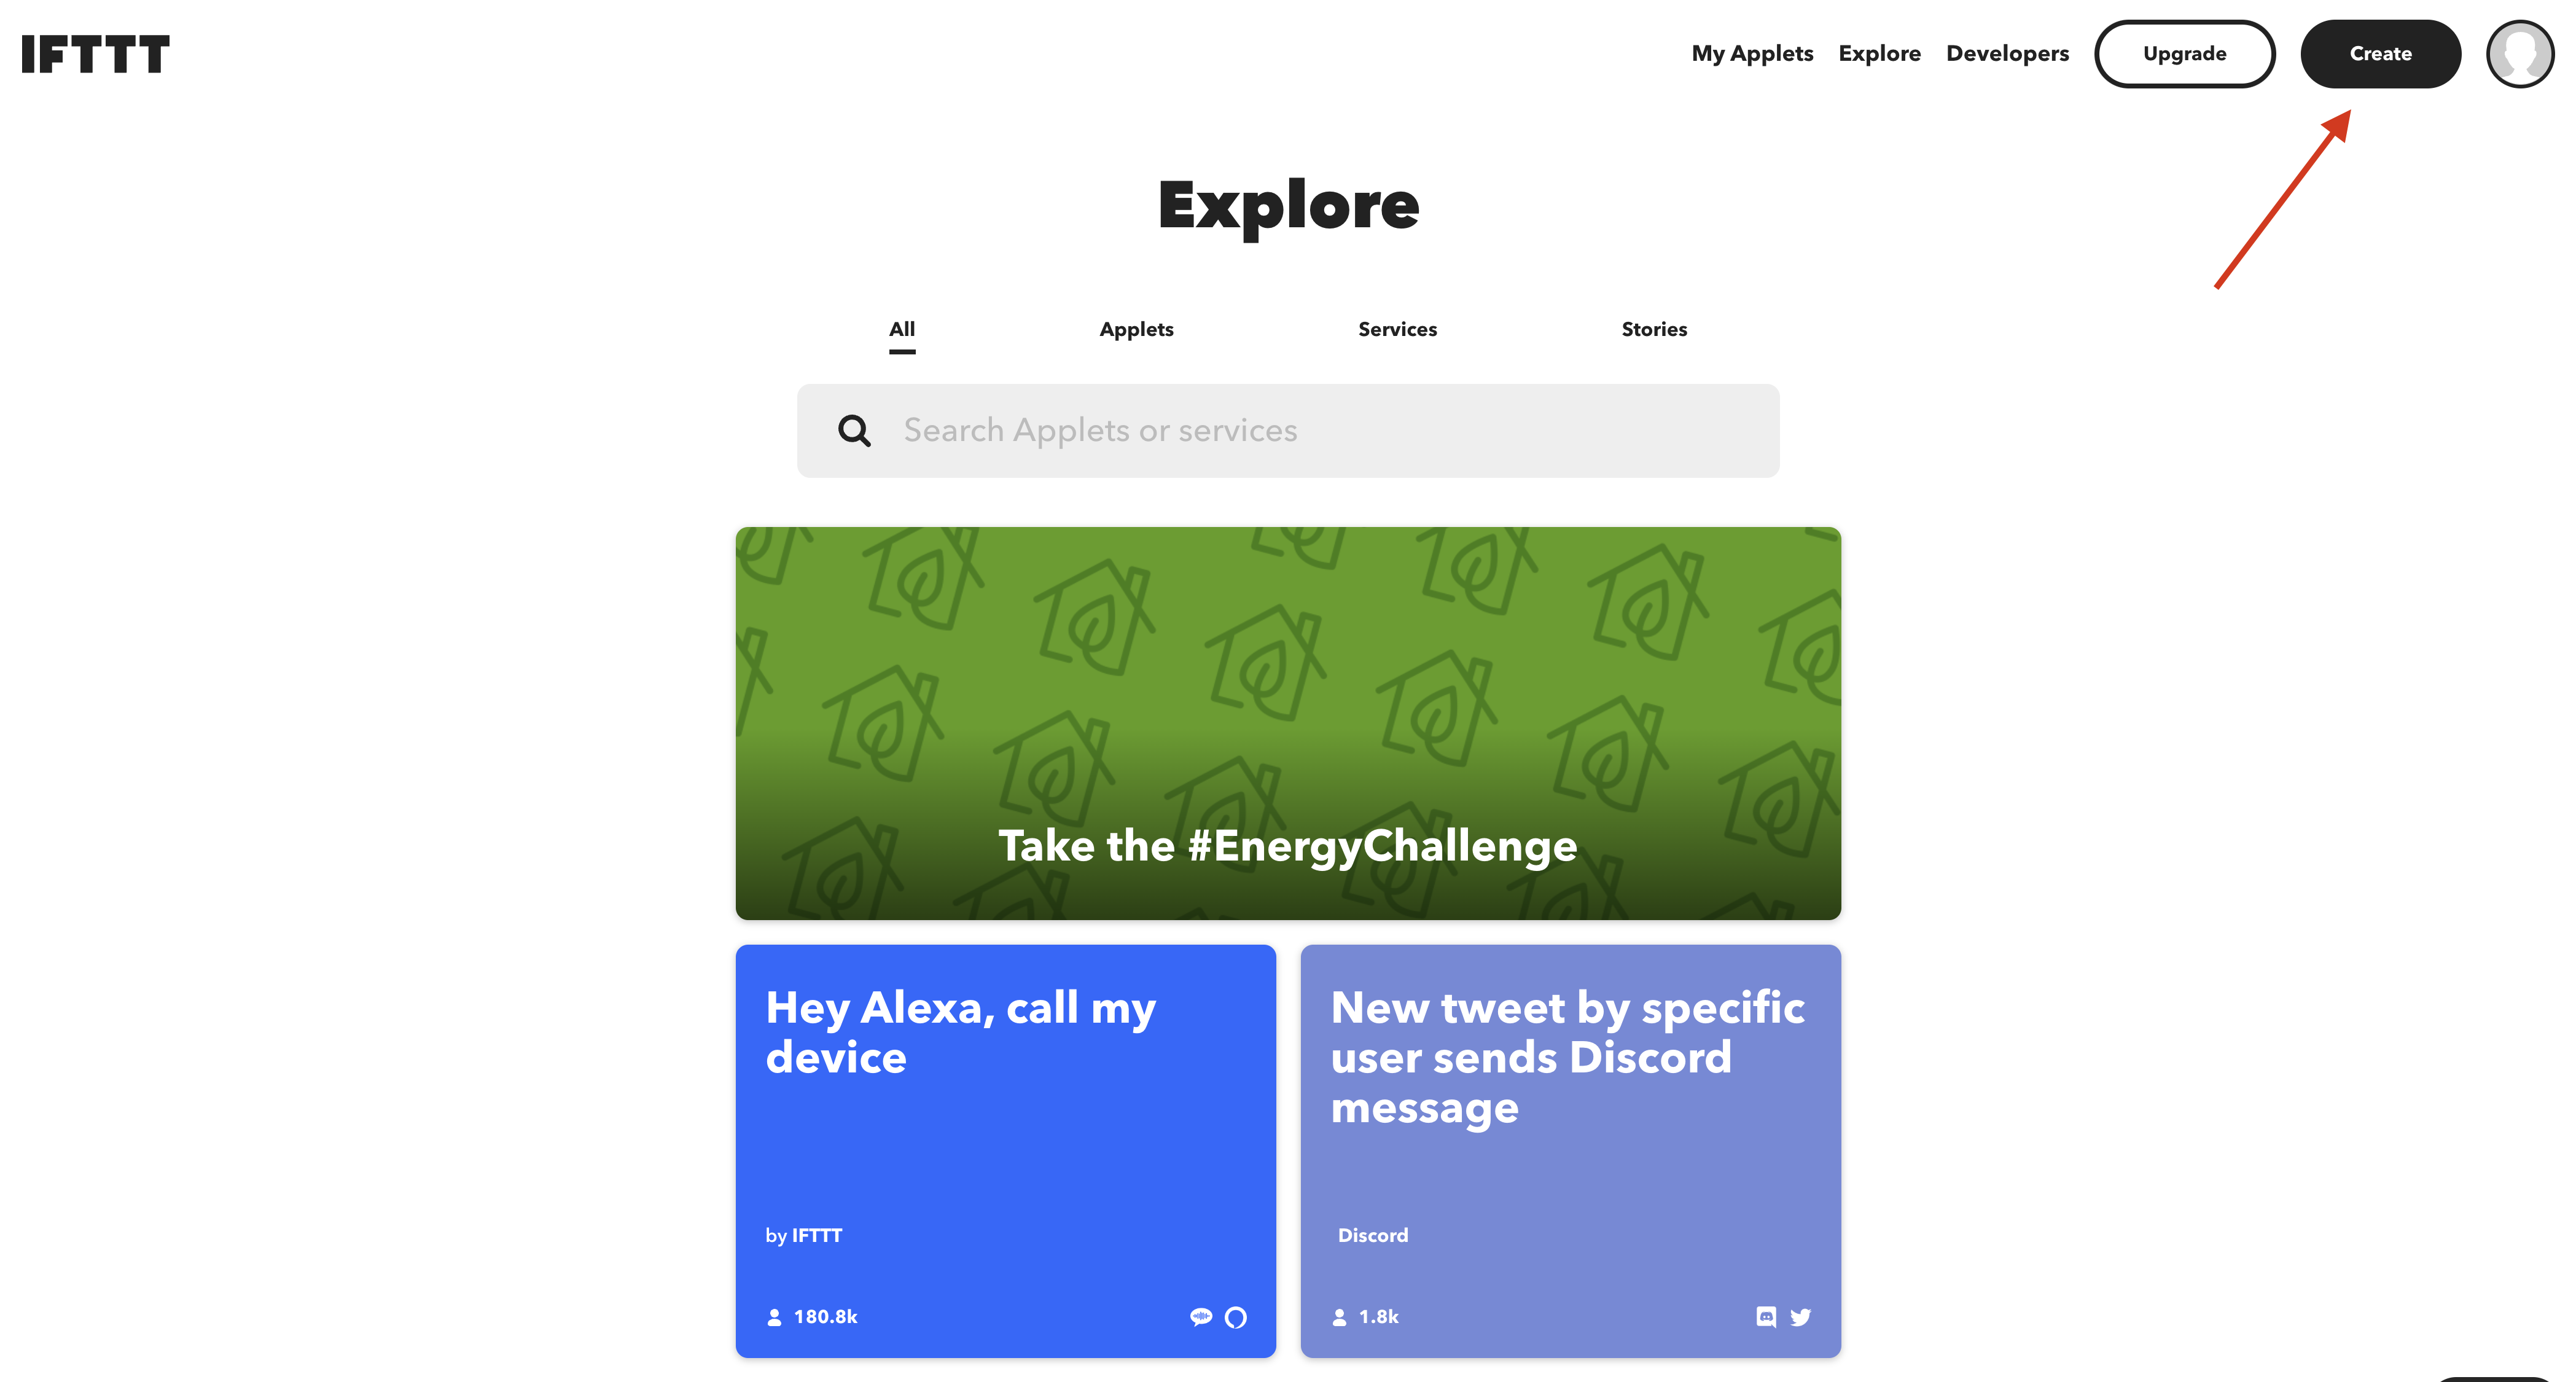 IFTTT
My Applets Explore Developers Upgrade Create
Explore
All Applets Services Stories
Search Applets or services
Take the #EnergyChallenge
Hey Alexa, call my
device
by IFTTT
180.8k
New tweet by specific
user sends Discord
message
Discord
1.8k